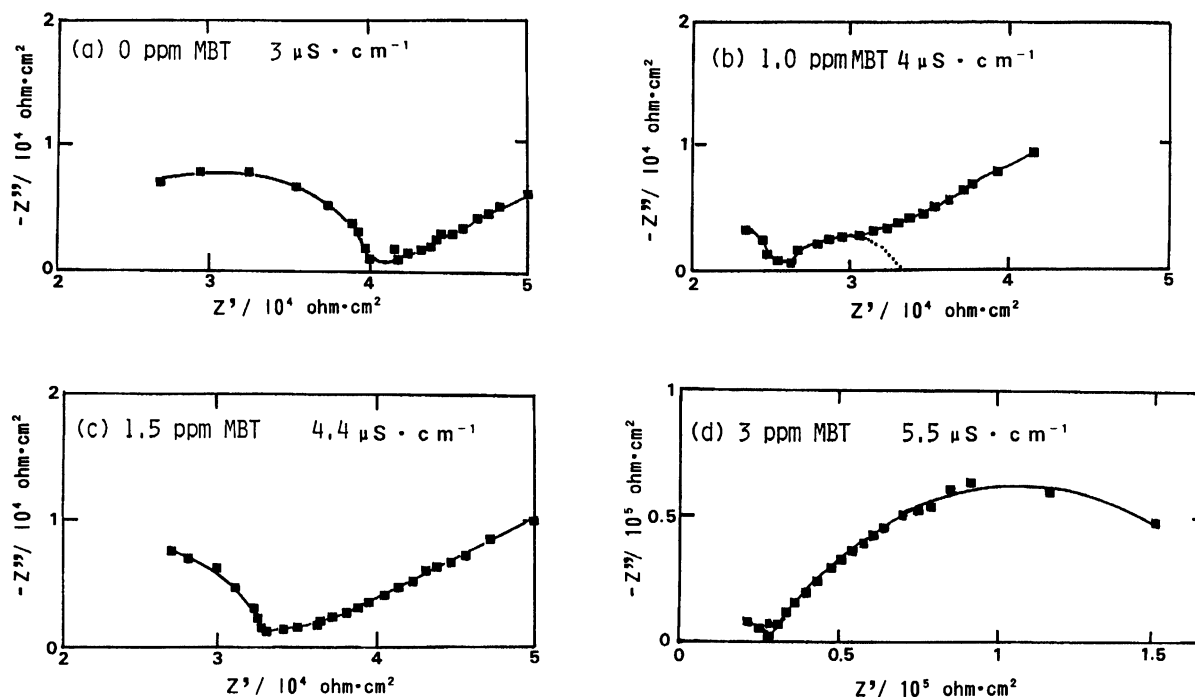 2
(a) 0 ppm MBT 3 μS · cm⁻¹
1
0
2 3 4 5
-Z"/ 10⁴ ohm·cm²
Z'/ 10⁴ ohm·cm²
2
(b) 1.0 ppm MBT 4 μS · cm⁻¹
1
0
2 3 4 5
-Z"/ 10⁴ ohm·cm²
Z'/ 10⁴ ohm·cm²
2
(c) 1.5 ppm MBT 4.4 μS · cm⁻¹
1
0
2 3 4 5
-Z"/ 10⁴ ohm·cm²
Z'/ 10⁴ ohm·cm²
1
(d) 3 ppm MBT 5.5 μS · cm⁻¹
0.5
0
0 0.5 1 1.5
-Z"/ 10⁵ ohm·cm²
Z'/ 10⁵ ohm·cm²